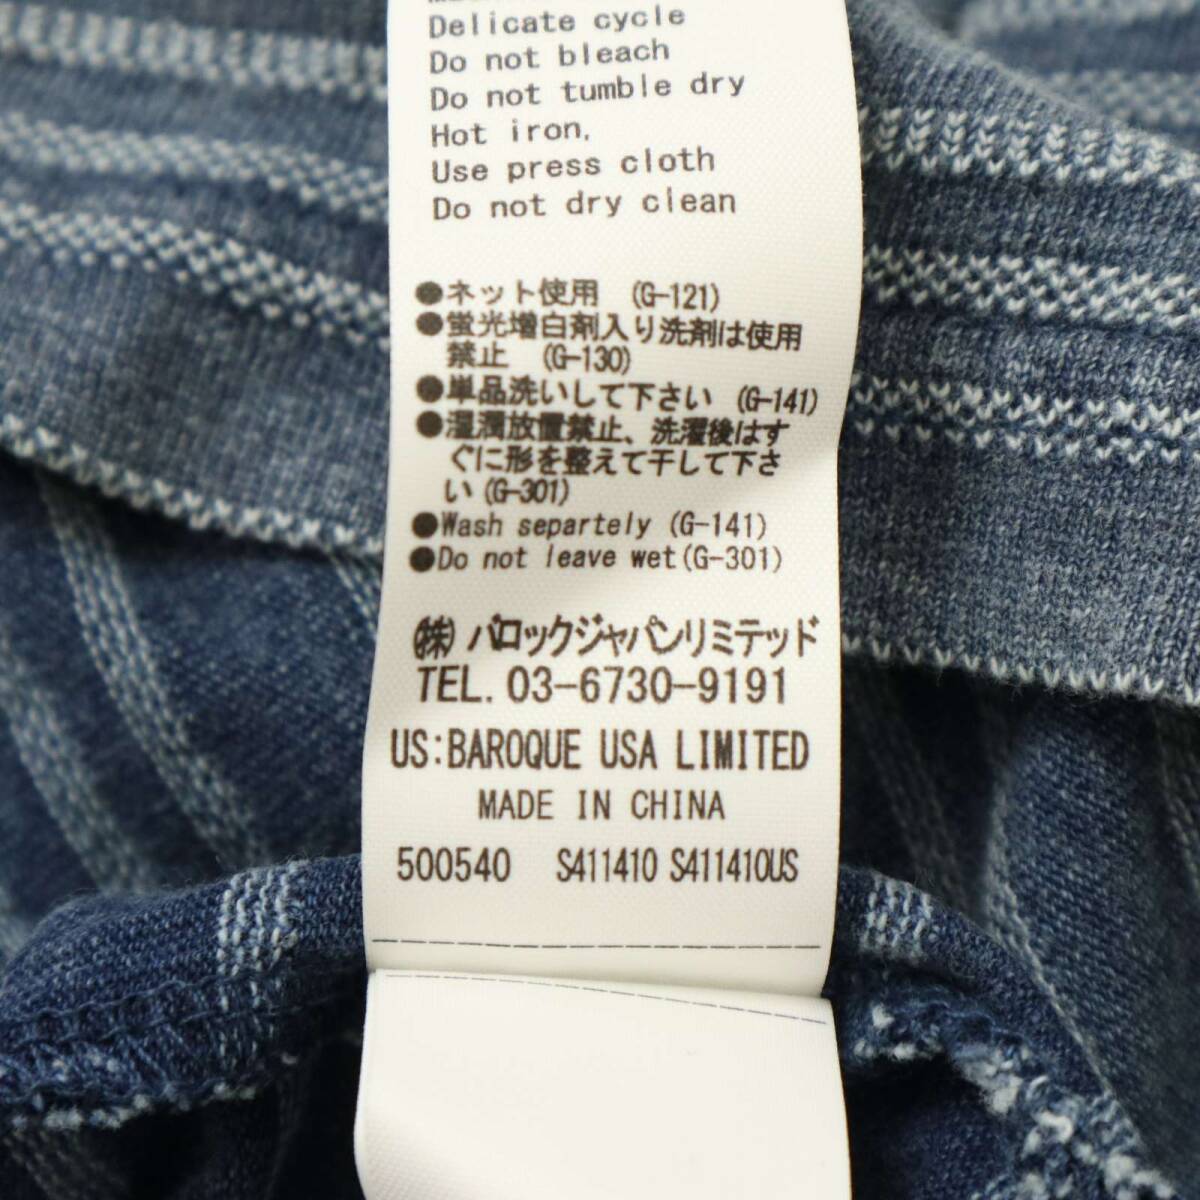 Delicate cycle
Do not bleach
Do not tumble dry
Hot iron.
Use press cloth
Do not dry clean
●ネット使用 (G-121)
●蛍光増白剤入り洗剤は使用
禁止 (G-130)
●単品洗いして下さい (G-141)
●湿潤放置禁止、洗濯後はす
ぐに形を整えて干して下さ
い (G-301)
●Wash separtely (G-141)
●Do not leave wet(G-301)
(株) バロックジャパンリミテッド
TEL. 03-6730-9191
US:BAROQUE USA LIMITED
MADE IN CHINA
500540 S411410 S411410US